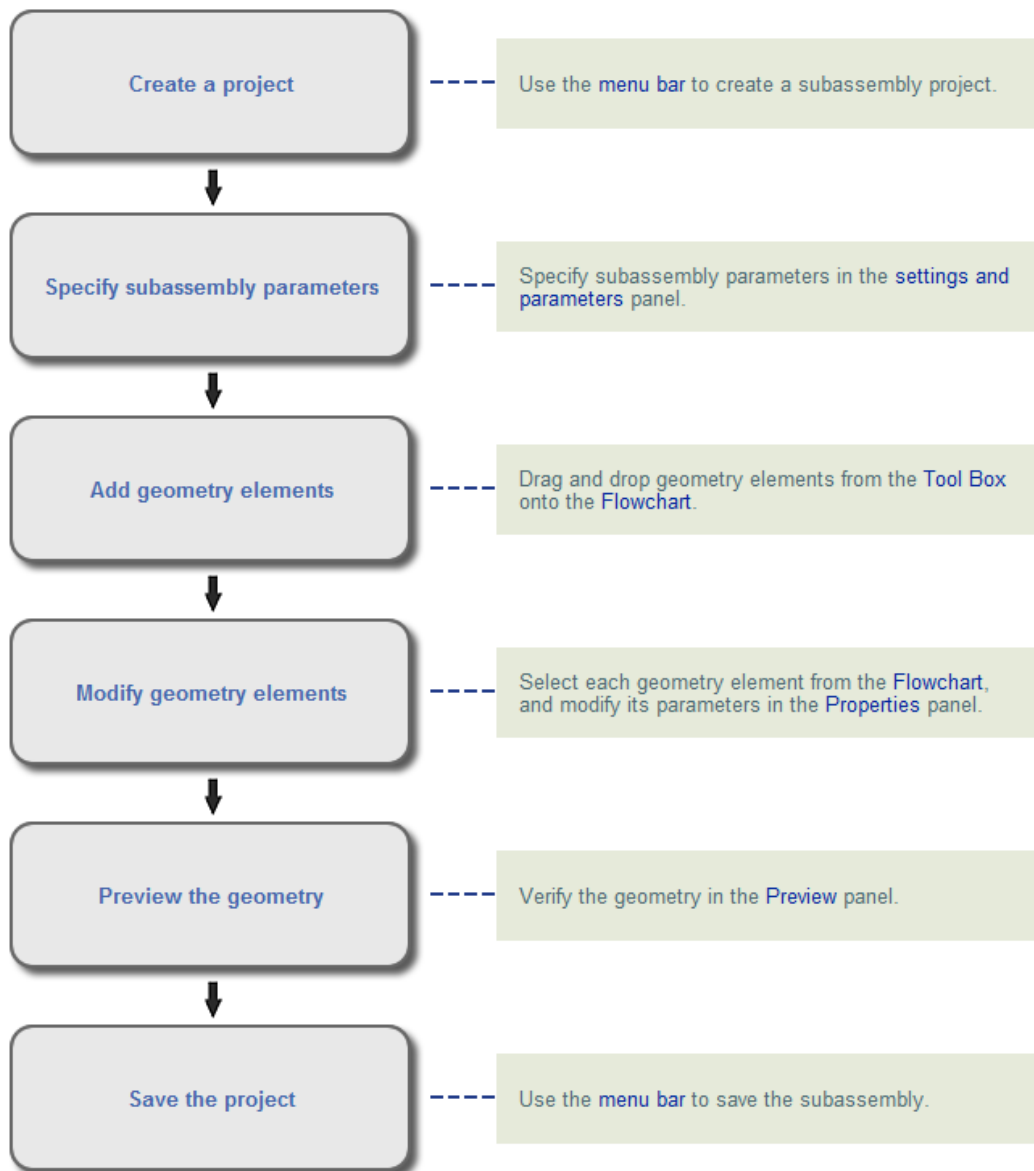 Create a project
Use the menu bar to create a subassembly project.
Specify subassembly parameters
Specify subassembly parameters in the settings and
parameters panel.
Add geometry elements
Drag and drop geometry elements from the Tool Box
onto the Flowchart.
Modify geometry elements
Select each geometry element from the Flowchart,
and modify its parameters in the Properties panel.
Preview the geometry
Verify the geometry in the Preview panel.
Save the project
Use the menu bar to save the subassembly.